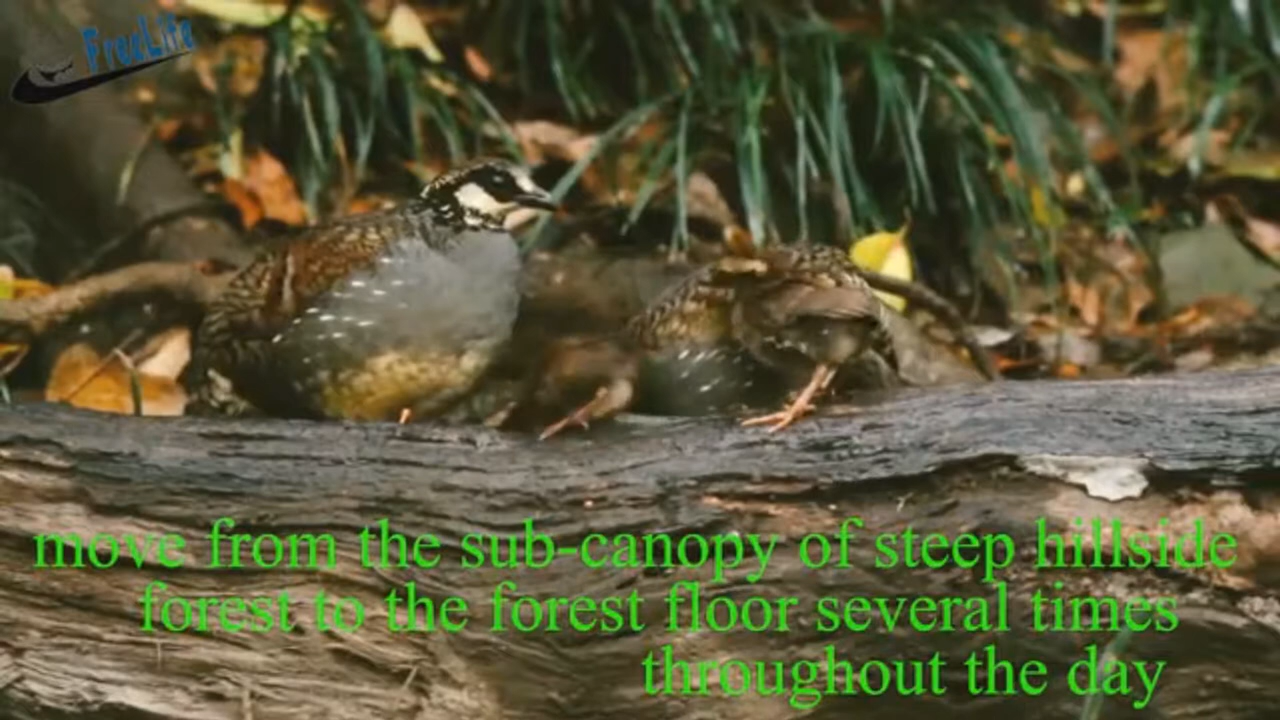 FreeLife
move from the sub-canopy of steep hillside
forest to the forest floor several times
throughout the day